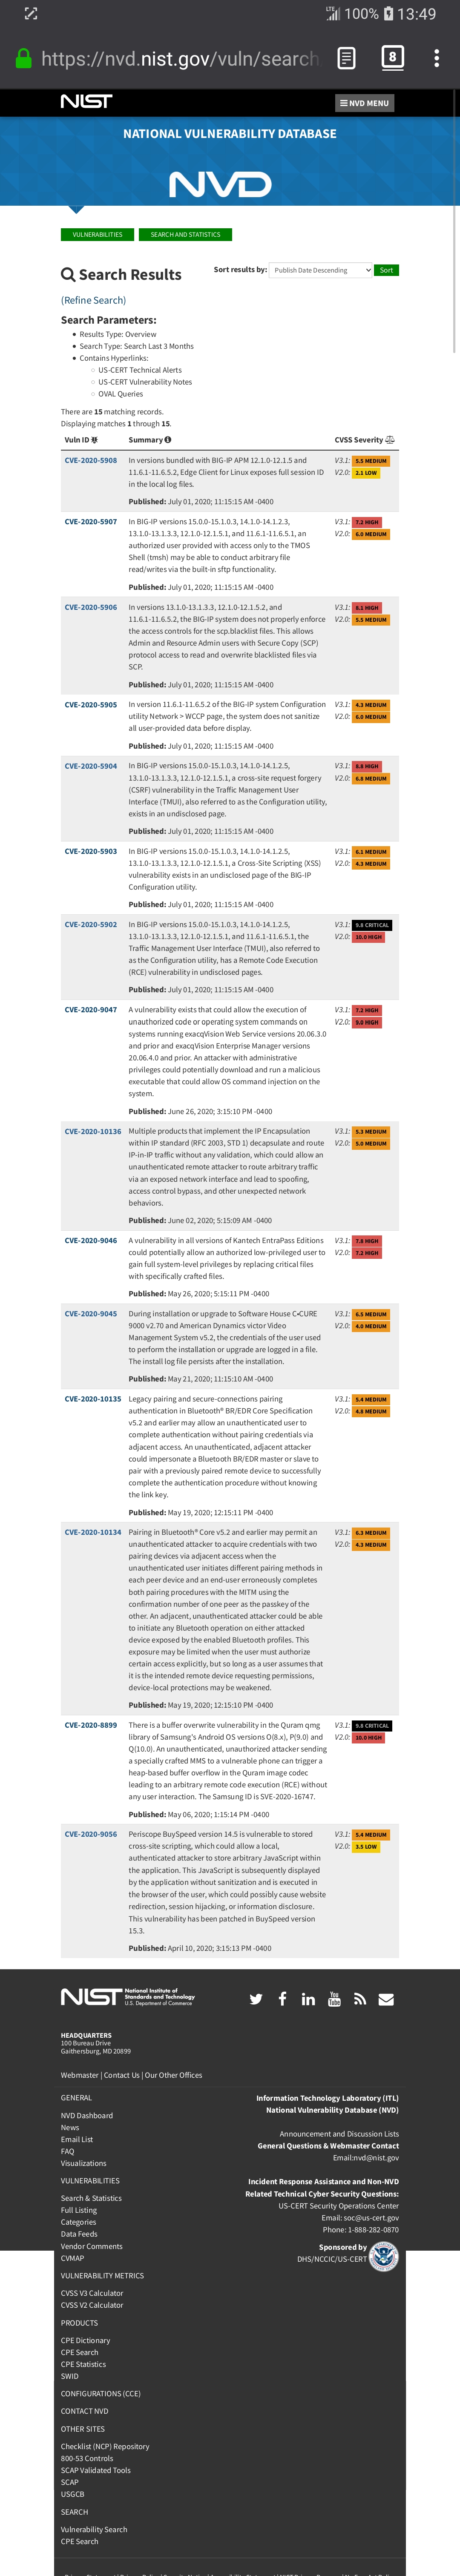 LTE 100% 13:49
https://nvd.nist.gov/vuln/search
8
NIST
NVD MENU
NATIONAL VULNERABILITY DATABASE
NVD
VULNERABILITIES
SEARCH AND STATISTICS
Search Results
Sort results by: Publish Date Descending Sort
(Refine Search)
Search Parameters:
Results Type: Overview
Search Type: Search Last 3 Months
Contains Hyperlinks:
US-CERT Technical Alerts
US-CERT Vulnerability Notes
OVAL Queries
There are 15 matching records.
Displaying matches 1 through 15.
Vuln ID Summary CVSS Severity
CVE-2020-5908 In versions bundled with BIG-IP APM 12.1.0-12.1.5 and V3.1: 5.5 MEDIUM
11.6.1-11.6.5.2, Edge Client for Linux exposes full session ID V2.0: 2.1 LOW
in the local log files.
Published: July 01, 2020; 11:15:15 AM -0400
CVE-2020-5907 In BIG-IP versions 15.0.0-15.1.0.3, 14.1.0-14.1.2.3, V3.1: 7.2 HIGH
13.1.0-13.1.3.3, 12.1.0-12.1.5.1, and 11.6.1-11.6.5.1, an V2.0: 6.0 MEDIUM
authorized user provided with access only to the TMOS
Shell (tmsh) may be able to conduct arbitrary file
read/writes via the built-in sftp functionality.
Published: July 01, 2020; 11:15:15 AM -0400
CVE-2020-5906 In versions 13.1.0-13.1.3.3, 12.1.0-12.1.5.2, and V3.1: 8.1 HIGH
11.6.1-11.6.5.2, the BIG-IP system does not properly enforce V2.0: 5.5 MEDIUM
the access controls for the scp.blacklist files. This allows
Admin and Resource Admin users with Secure Copy (SCP)
protocol access to read and overwrite blacklisted files via
SCP.
Published: July 01, 2020; 11:15:15 AM -0400
CVE-2020-5905 In version 11.6.1-11.6.5.2 of the BIG-IP system Configuration V3.1: 4.3 MEDIUM
utility Network > WCCP page, the system does not sanitize V2.0: 6.0 MEDIUM
all user-provided data before display.
Published: July 01, 2020; 11:15:15 AM -0400
CVE-2020-5904 In BIG-IP versions 15.0.0-15.1.0.3, 14.1.0-14.1.2.5, V3.1: 8.8 HIGH
13.1.0-13.1.3.3, 12.1.0-12.1.5.1, a cross-site request forgery V2.0: 6.8 MEDIUM
(CSRF) vulnerability in the Traffic Management User
Interface (TMUI), also referred to as the Configuration utility,
exists in an undisclosed page.
Published: July 01, 2020; 11:15:15 AM -0400
CVE-2020-5903 In BIG-IP versions 15.0.0-15.1.0.3, 14.1.0-14.1.2.5, V3.1: 6.1 MEDIUM
13.1.0-13.1.3.3, 12.1.0-12.1.5.1, a Cross-Site Scripting (XSS) V2.0: 4.3 MEDIUM
vulnerability exists in an undisclosed page of the BIG-IP
Configuration utility.
Published: July 01, 2020; 11:15:15 AM -0400
CVE-2020-5902 In BIG-IP versions 15.0.0-15.1.0.3, 14.1.0-14.1.2.5, V3.1: 9.8 CRITICAL
13.1.0-13.1.3.3, 12.1.0-12.1.5.1, and 11.6.1-11.6.5.1, the V2.0: 10.0 HIGH
Traffic Management User Interface (TMUI), also referred to
as the Configuration utility, has a Remote Code Execution
(RCE) vulnerability in undisclosed pages.
Published: July 01, 2020; 11:15:15 AM -0400
CVE-2020-9047 A vulnerability exists that could allow the execution of V3.1: 7.2 HIGH
unauthorized code or operating system commands on V2.0: 9.0 HIGH
systems running exacqVision Web Service versions 20.06.3.0
and prior and exacqVision Enterprise Manager versions
20.06.4.0 and prior. An attacker with administrative
privileges could potentially download and run a malicious
executable that could allow OS command injection on the
system.
Published: June 26, 2020; 3:15:10 PM -0400
CVE-2020-10136 Multiple products that implement the IP Encapsulation V3.1: 5.3 MEDIUM
within IP standard (RFC 2003, STD 1) decapsulate and route V2.0: 5.0 MEDIUM
IP-in-IP traffic without any validation, which could allow an
unauthenticated remote attacker to route arbitrary traffic
via an exposed network interface and lead to spoofing,
access control bypass, and other unexpected network
behaviors.
Published: June 02, 2020; 5:15:09 AM -0400
CVE-2020-9046 A vulnerability in all versions of Kantech EntraPass Editions V3.1: 7.8 HIGH
could potentially allow an authorized low-privileged user to V2.0: 7.2 HIGH
gain full system-level privileges by replacing critical files
with specifically crafted files.
Published: May 26, 2020; 5:15:11 PM -0400
CVE-2020-9045 During installation or upgrade to Software House C•CURE V3.1: 6.5 MEDIUM
9000 v2.70 and American Dynamics victor Video V2.0: 4.0 MEDIUM
Management System v5.2, the credentials of the user used
to perform the installation or upgrade are logged in a file.
The install log file persists after the installation.
Published: May 21, 2020; 11:15:10 AM -0400
CVE-2020-10135 Legacy pairing and secure-connections pairing V3.1: 5.4 MEDIUM
authentication in Bluetooth® BR/EDR Core Specification V2.0: 4.8 MEDIUM
v5.2 and earlier may allow an unauthenticated user to
complete authentication without pairing credentials via
adjacent access. An unauthenticated, adjacent attacker
could impersonate a Bluetooth BR/EDR master or slave to
pair with a previously paired remote device to successfully
complete the authentication procedure without knowing
the link key.
Published: May 19, 2020; 12:15:11 PM -0400
CVE-2020-10134 Pairing in Bluetooth® Core v5.2 and earlier may permit an V3.1: 6.3 MEDIUM
unauthenticated attacker to acquire credentials with two V2.0: 4.3 MEDIUM
pairing devices via adjacent access when the
unauthenticated user initiates different pairing methods in
each peer device and an end-user erroneously completes
both pairing procedures with the MITM using the
confirmation number of one peer as the passkey of the
other. An adjacent, unauthenticated attacker could be able
to initiate any Bluetooth operation on either attacked
device exposed by the enabled Bluetooth profiles. This
exposure may be limited when the user must authorize
certain access explicitly, but so long as a user assumes that
it is the intended remote device requesting permissions,
device-local protections may be weakened.
Published: May 19, 2020; 12:15:10 PM -0400
CVE-2020-8899 There is a buffer overwrite vulnerability in the Quram qmg V3.1: 9.8 CRITICAL
library of Samsung's Android OS versions O(8.x), P(9.0) and V2.0: 10.0 HIGH
Q(10.0). An unauthenticated, unauthorized attacker sending
a specially crafted MMS to a vulnerable phone can trigger a
heap-based buffer overflow in the Quram image codec
leading to an arbitrary remote code execution (RCE) without
any user interaction. The Samsung ID is SVE-2020-16747.
Published: May 06, 2020; 1:15:14 PM -0400
CVE-2020-9056 Periscope BuySpeed version 14.5 is vulnerable to stored V3.1: 5.4 MEDIUM
cross-site scripting, which could allow a local, V2.0: 3.5 LOW
authenticated attacker to store arbitrary JavaScript within
the application. This JavaScript is subsequently displayed
by the application without sanitization and is executed in
the browser of the user, which could possibly cause website
redirection, session hijacking, or information disclosure.
This vulnerability has been patched in BuySpeed version
15.3.
Published: April 10, 2020; 3:15:13 PM -0400
NIST National Institute of
Standards and Technology
U.S. Department of Commerce
You Tube
HEADQUARTERS
100 Bureau Drive
Gaithersburg, MD 20899
Webmaster | Contact Us | Our Other Offices
GENERAL
NVD Dashboard
News
Email List
FAQ
Visualizations
VULNERABILITIES
Search & Statistics
Full Listing
Categories
Data Feeds
Vendor Comments
CVMAP
VULNERABILITY METRICS
CVSS V3 Calculator
CVSS V2 Calculator
PRODUCTS
CPE Dictionary
CPE Search
CPE Statistics
SWID
CONFIGURATIONS (CCE)
CONTACT NVD
OTHER SITES
Checklist (NCP) Repository
800-53 Controls
SCAP Validated Tools
SCAP
USGCB
SEARCH
Vulnerability Search
CPE Search
Information Technology Laboratory (ITL)
National Vulnerability Database (NVD)
Announcement and Discussion Lists
General Questions & Webmaster Contact
Email:nvd@nist.gov
Incident Response Assistance and Non-NVD
Related Technical Cyber Security Questions:
US-CERT Security Operations Center
Email: soc@us-cert.gov
Phone: 1-888-282-0870
Sponsored by
DHS/NCCIC/US-CERT